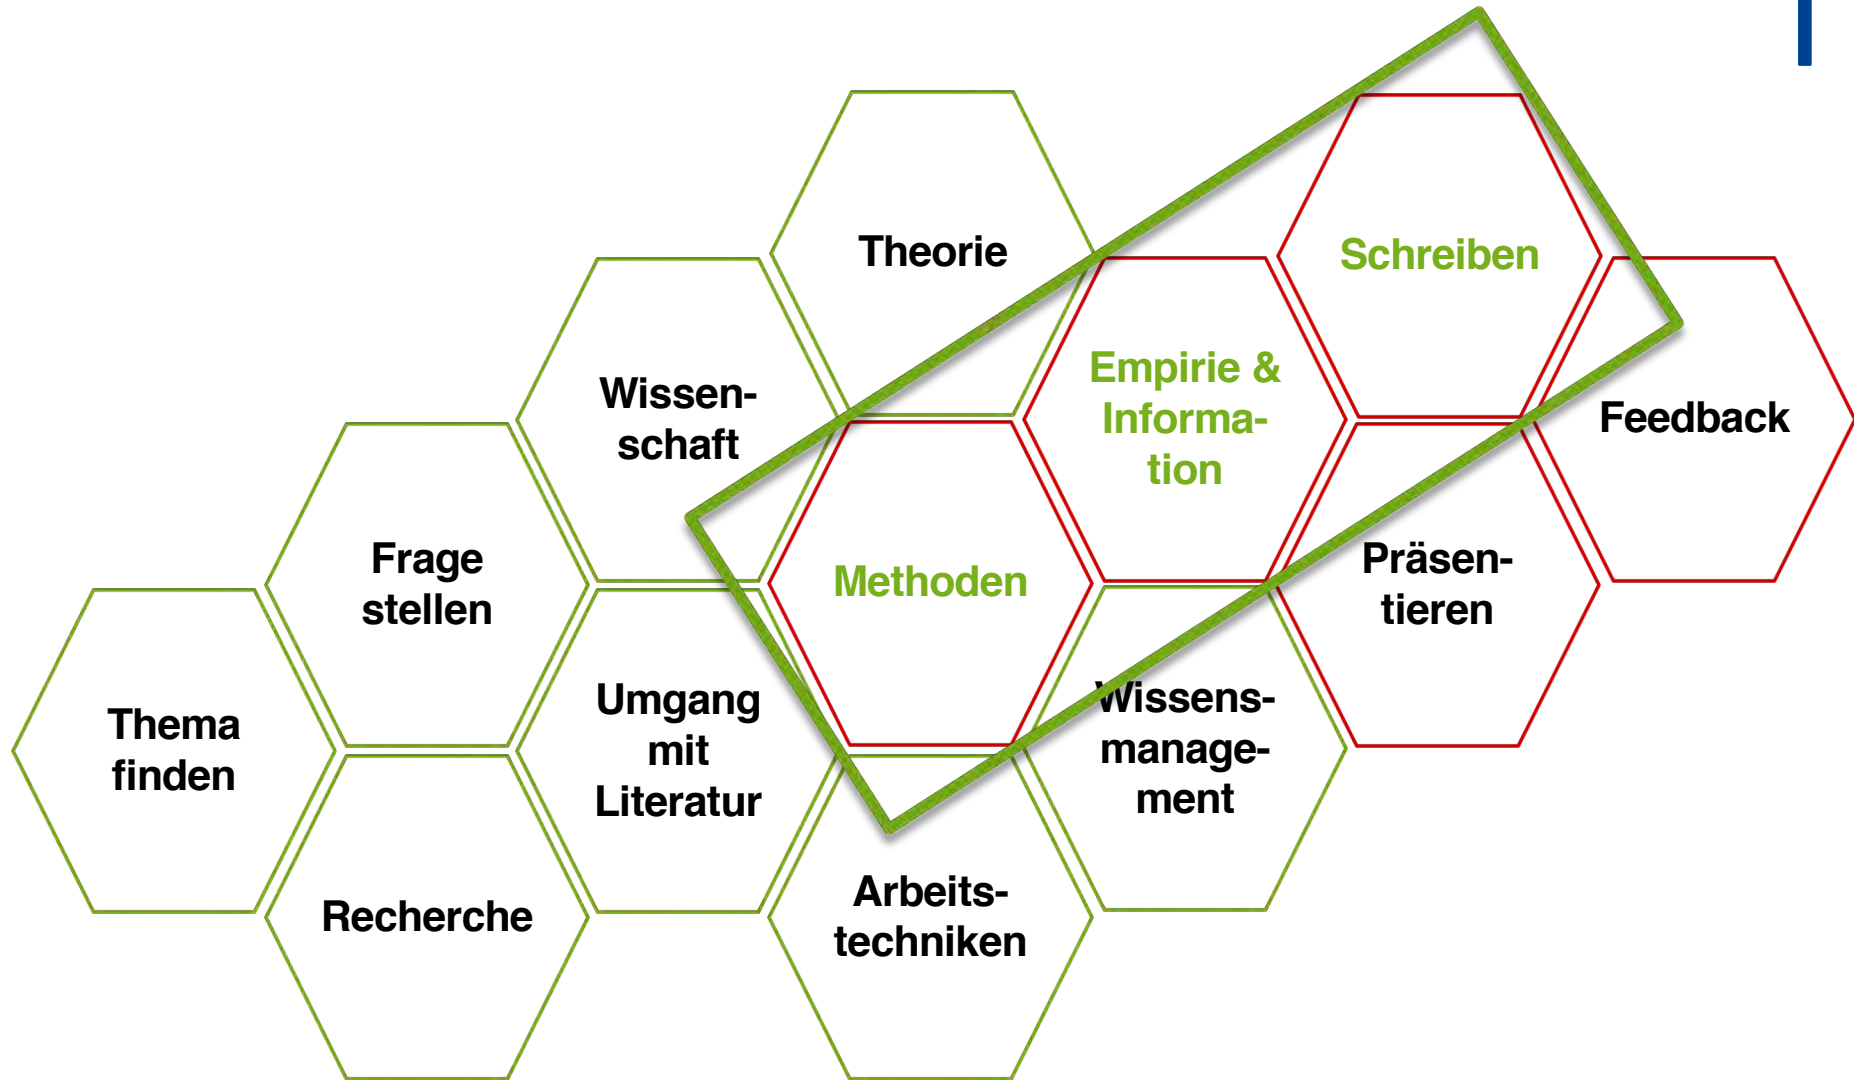 Theorie
Schreiben
Empirie &
Informa-
tion
Wissen-
schaft
Feedback
Frage
stellen
Methoden
Präsen-
tieren
Thema
finden
Umgang
mit
Literatur
Wissens-
manage-
ment
Recherche
Arbeits-
techniken